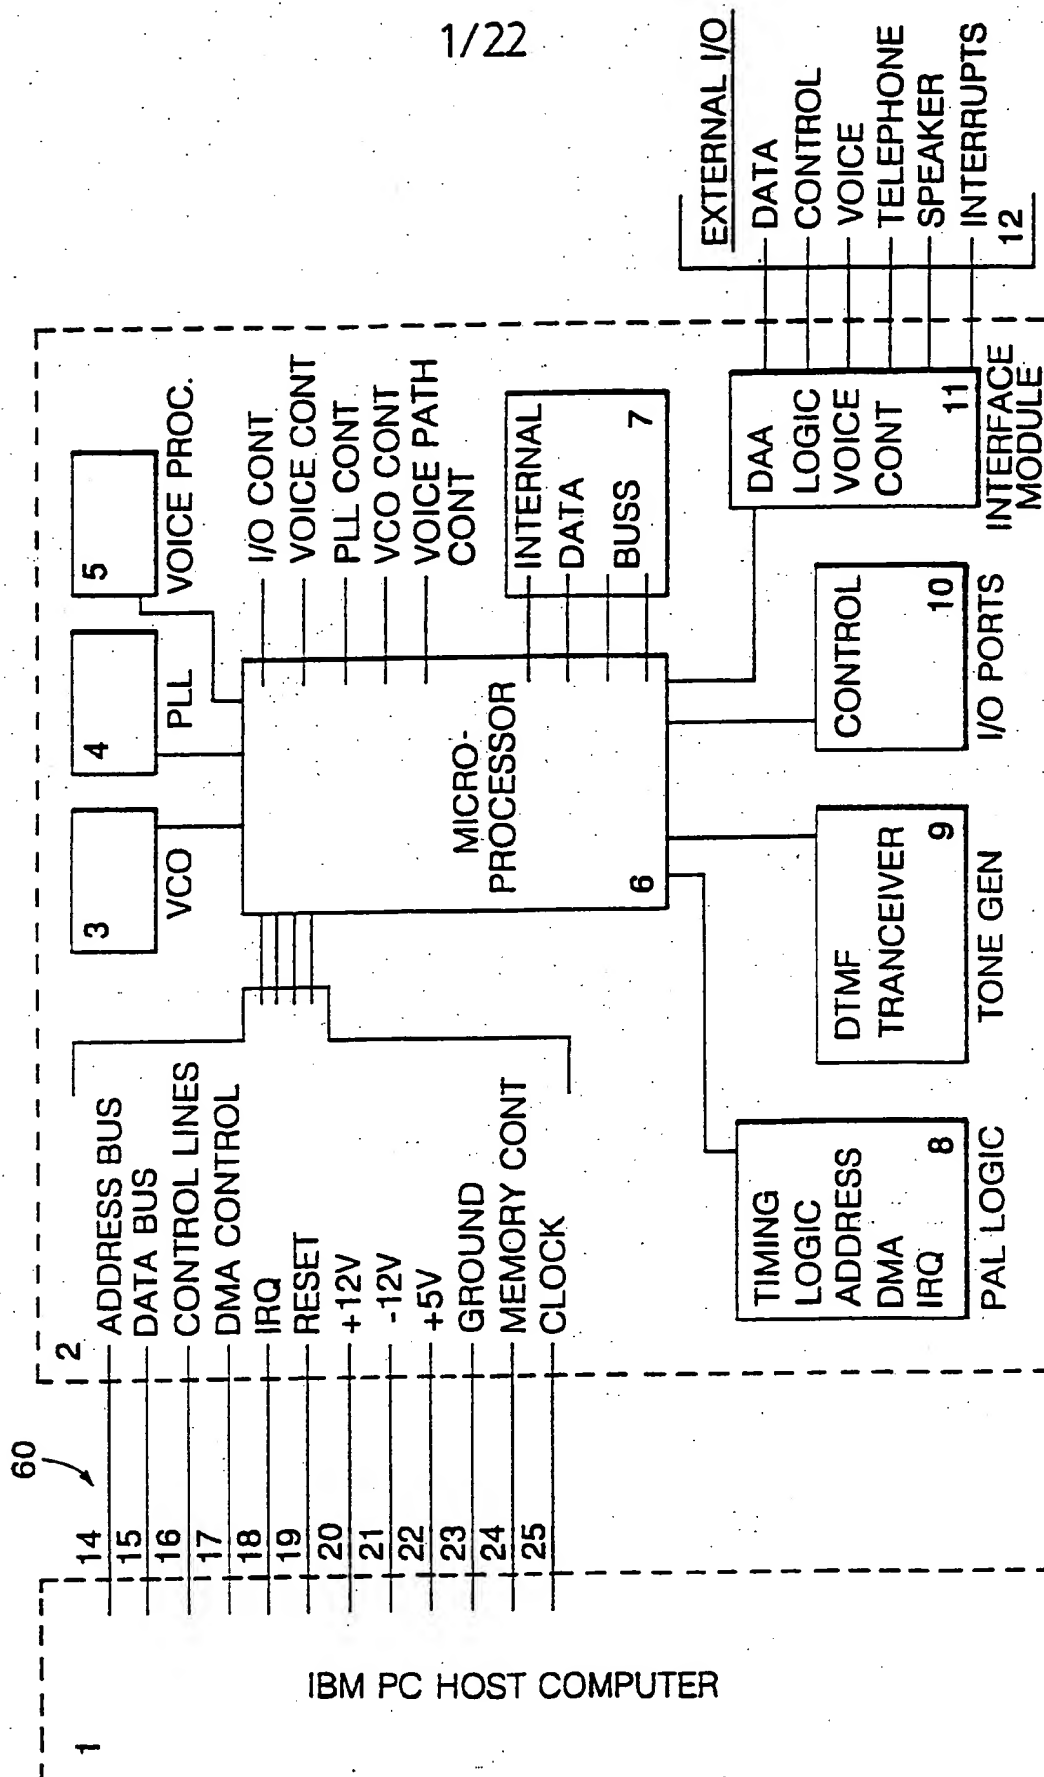 1/22
60
14
15
16
17
18
19
20
21
22
23
24
25
1
IBM PC HOST COMPUTER
2
ADDRESS BUS
DATA BUS
CONTROL LINES
DMA CONTROL
IRQ
RESET
+12V
-12V
+5V
GROUND
MEMORY CONT
CLOCK
3
VCO
4
PLL
5
VOICE PROC.
MICRO-
PROCESSOR
6
I/O CONT
VOICE CONT
PLL CONT
VCO CONT
VOICE PATH
CONT
INTERNAL
DATA
BUSS
7
TIMING
LOGIC
ADDRESS
DMA
IRQ
8
PAL LOGIC
DTMF
TRANCEIVER
9
TONE GEN
CONTROL
10
I/O PORTS
DAA
LOGIC
VOICE
CONT
11
INTERFACE
MODULE
EXTERNAL I/O
DATA
CONTROL
VOICE
TELEPHONE
SPEAKER
INTERRUPTS
12